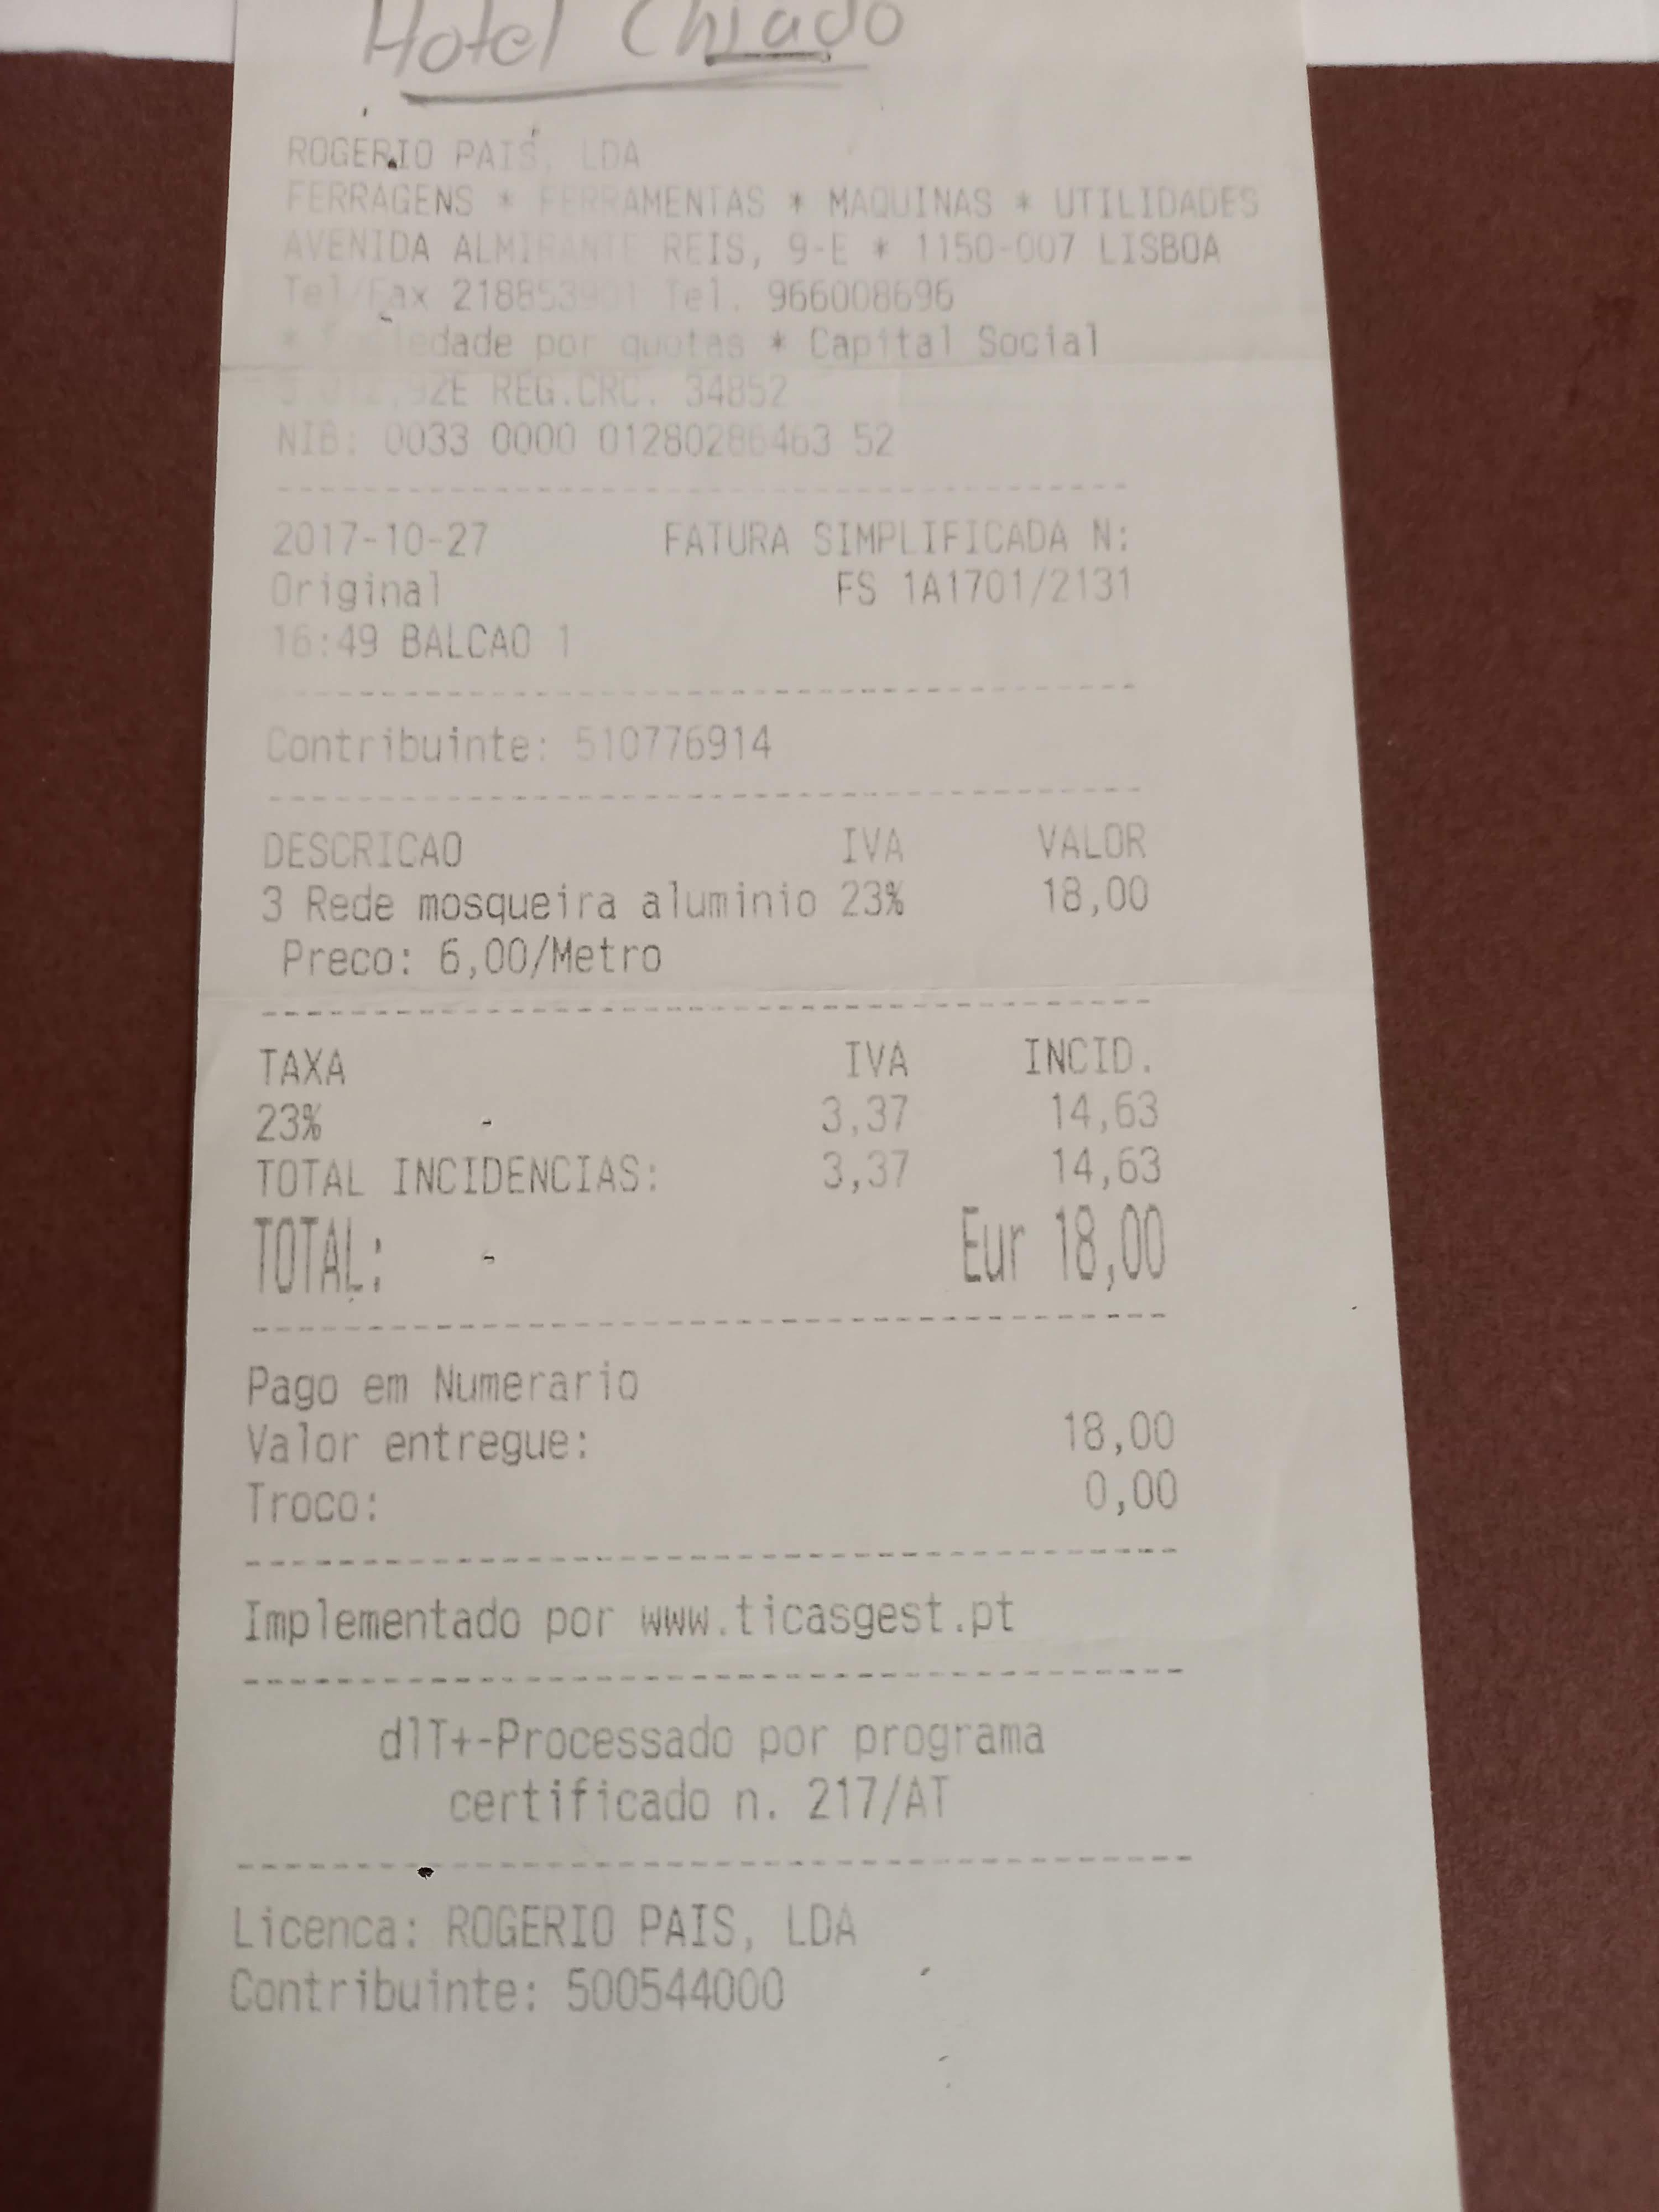 Hotel Chiado
ROGERIO PAIS, LDA
FERRAGENS * FERRAMENTAS * MAQUINAS * UTILIDADES
AVENIDA ALMIRANTE REIS, 9-E * 1150-007 LISBOA
Tel/Fax 218853901 Tel. 966008696
* Sociedade por quotas * Capital Social
REG.CRC. 34852
NIB: 0033 0000 01280286463 52
2017-10-27 FATURA SIMPLIFICADA N:
Original FS 1A1701/2131
16:49 BALCAO 1
Contribuinte: 510776914
DESCRICAO IVA VALOR
3 Rede mosqueira aluminio 23% 18,00
Preco: 6,00/Metro
TAXA IVA INCID.
23% 3,37 14,63
TOTAL INCIDENCIAS: 3,37 14,63
TOTAL: Eur 18,00
Pago em Numerario
Valor entregue: 18,00
Troco: 0,00
Implementado por www.ticasgest.pt
dlT+-Processado por programa
certificado n. 217/AT
Licenca: ROGERIO PAIS, LDA
Contribuinte: 500544000